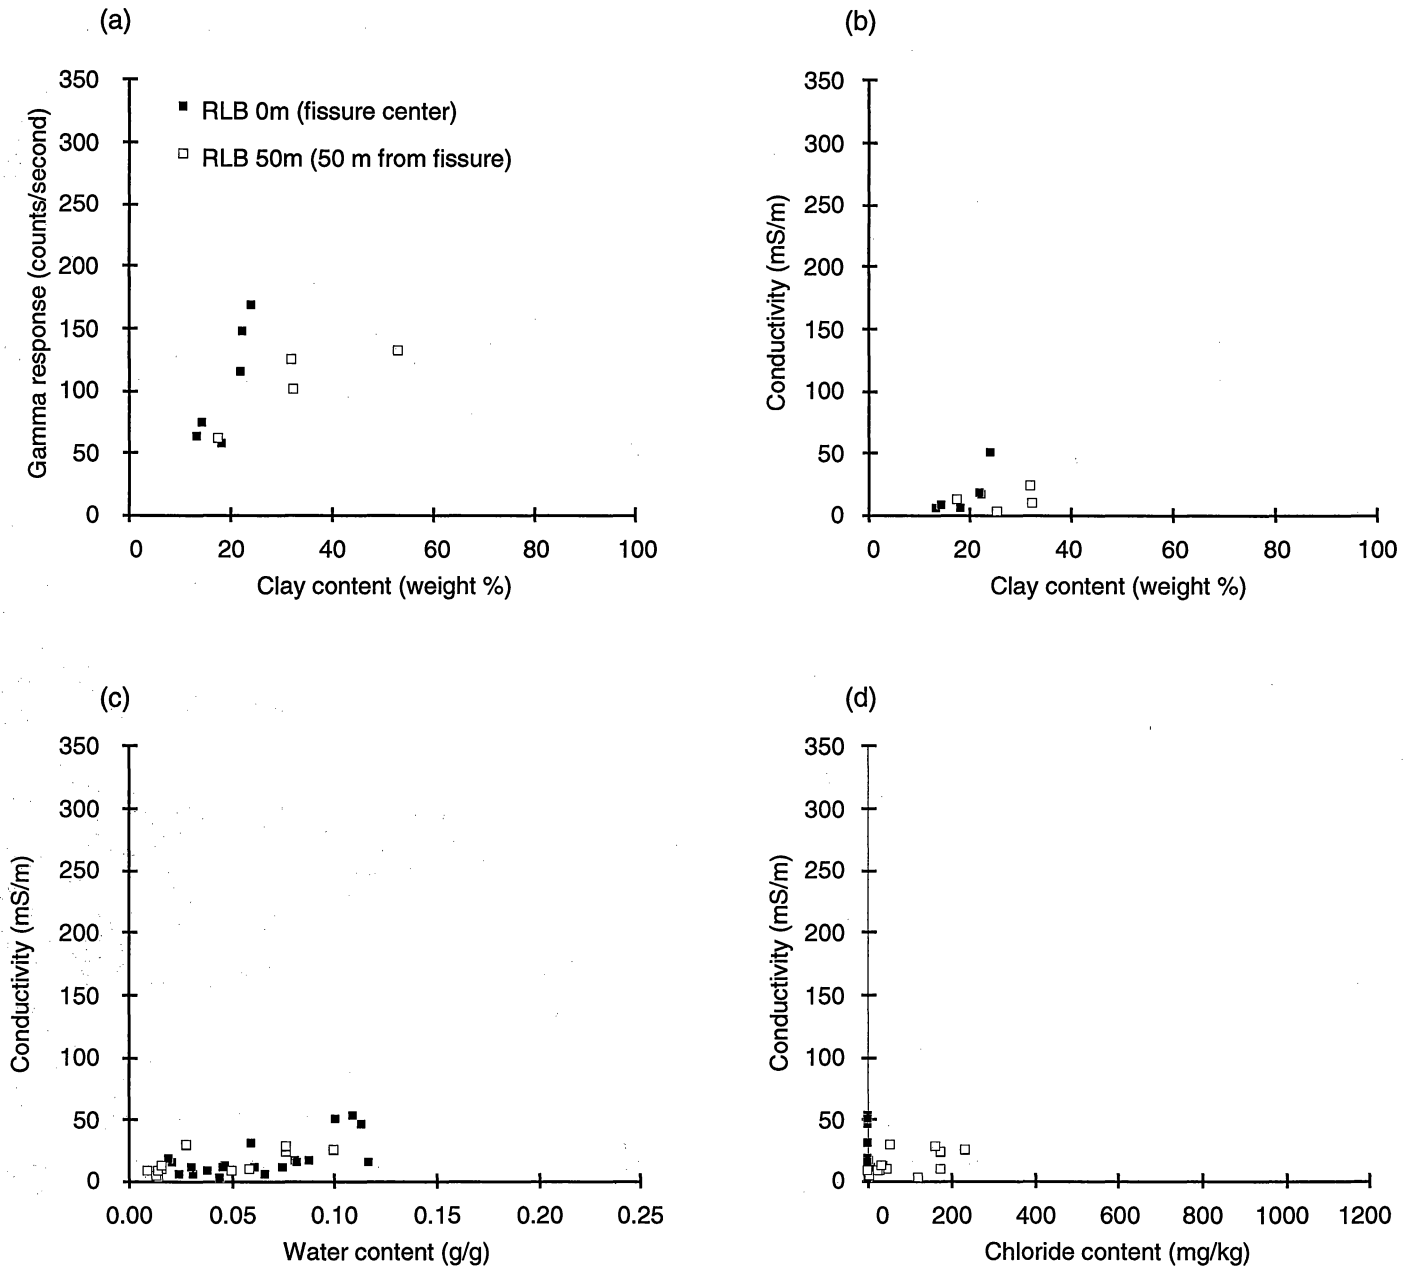 (a)
350
300
250
200
150
100
50
0
Gamma response (counts/second)
RLB 0m (fissure center)
RLB 50m (50 m from fissure)
0 20 40 60 80 100
Clay content (weight %)
(b)
350
300
250
200
150
100
50
0
Conductivity (mS/m)
0 20 40 60 80 100
Clay content (weight %)
(c)
350
300
250
200
150
100
50
0
Conductivity (mS/m)
0.00 0.05 0.10 0.15 0.20 0.25
Water content (g/g)
(d)
350
300
250
200
150
100
50
0
Conductivity (mS/m)
0 200 400 600 800 1000 1200
Chloride content (mg/kg)